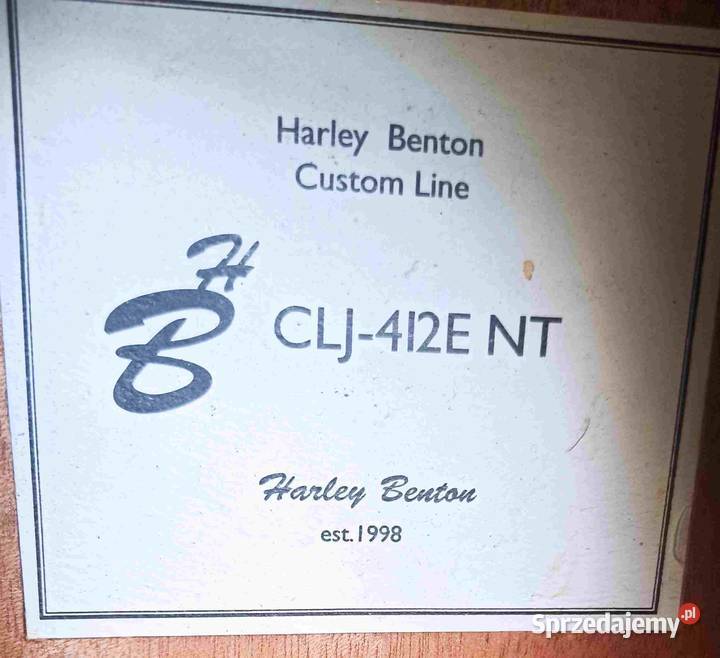 Harley Benton
Custom Line
HB
CLJ-412E NT
Harley Benton
est.1998
Sprzedajemy.pl